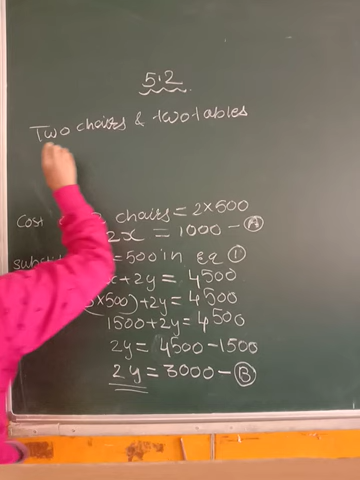 5.2
Two chairs & two tables
Cost chairs = 2×500
2x = 1000 — Ⓐ
subs = 500 in Eq ①
x + 2y = 4500
×500) + 2y = 4500
1500 + 2y = 4500
2y = 4500 - 1500
2y = 3000 — Ⓑ